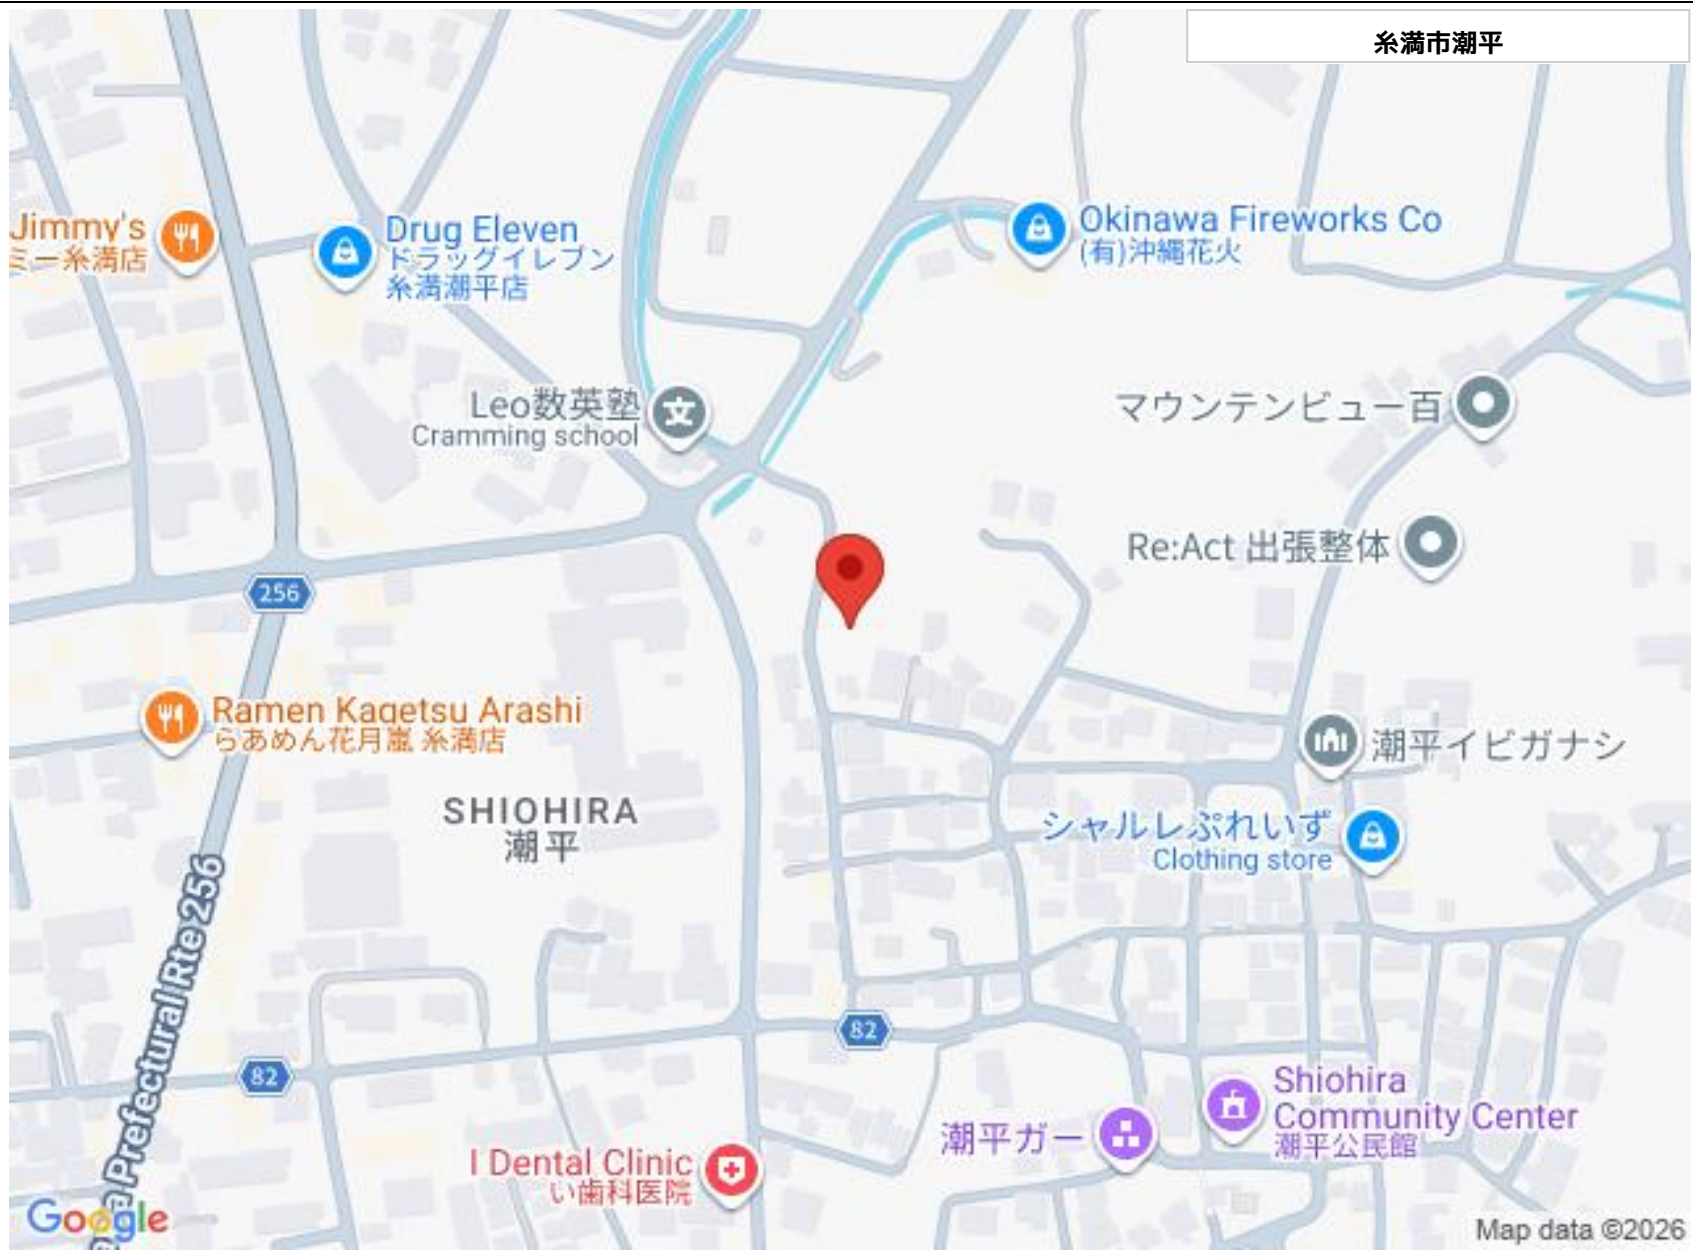 糸満市潮平
Jimmy's
ミー糸満店
Drug Eleven
ドラッグイレブン
糸満潮平店
Okinawa Fireworks Co
(有)沖縄花火
Leo数英塾
Cramming school
文
マウンテンビュー百
Re:Act 出張整体
256
Ramen Kagetsu Arashi
らあめん花月嵐 糸満店
潮平イビガナシ
SHIOHIRA
潮平
シャルレぷれいず
Clothing store
Prefectural Rte 256
82
82
Shiohira
Community Center
潮平公民館
潮平ガー
I Dental Clinic
い歯科医院
Google
Map data ©2026